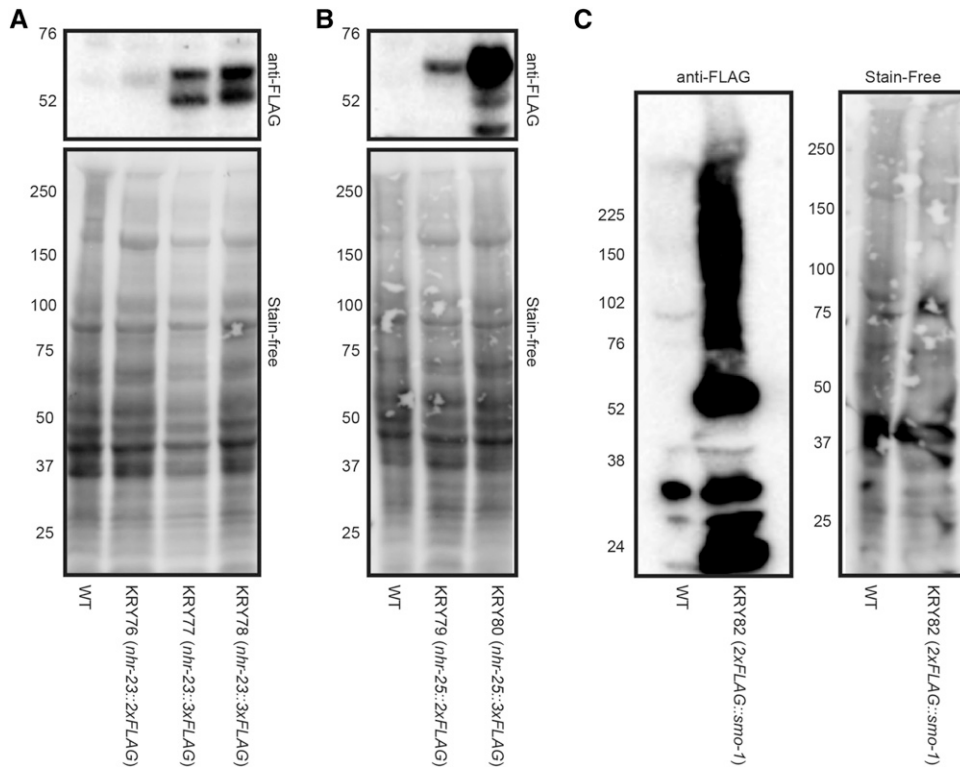 A
76
52
anti-FLAG
250
150
100
75
50
37
25
Stain-free
WT
KRY76 (nhr-23::2xFLAG)
KRY77 (nhr-23::3xFLAG)
KRY78 (nhr-23::3xFLAG)
B
76
52
anti-FLAG
250
150
100
75
50
37
25
Stain-free
WT
KRY79 (nhr-25::2xFLAG)
KRY80 (nhr-25::3xFLAG)
C
anti-FLAG
225
150
102
76
52
38
24
WT
KRY82 (2xFLAG::smo-1)
Stain-Free
250
150
100
75
50
37
25
WT
KRY82 (2xFLAG::smo-1)